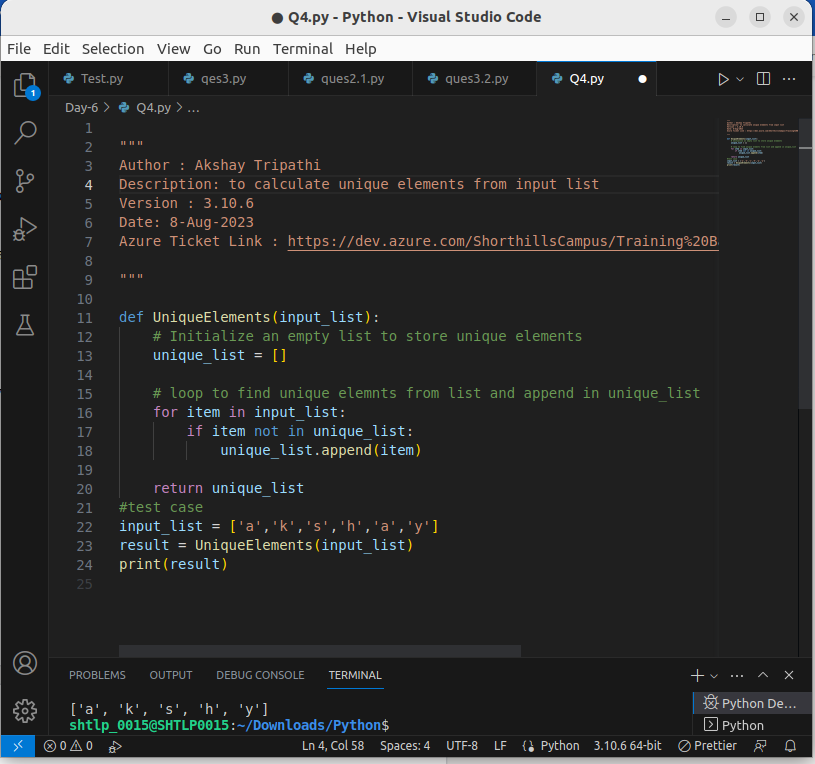 Q4.py - Python - Visual Studio Code
File Edit Selection View Go Run Terminal Help
Test.py qes3.py ques2.1.py ques3.2.py Q4.py
Day-6 > Q4.py > ...
1
2 """
3 Author : Akshay Tripathi
4 Description: to calculate unique elements from input list
5 Version : 3.10.6
6 Date: 8-Aug-2023
7 Azure Ticket Link : https://dev.azure.com/ShorthillsCampus/Training%20B
8
9 """
10
11 def UniqueElements(input_list):
12 # Initialize an empty list to store unique elements
13 unique_list = []
14
15 # loop to find unique elemnts from list and append in unique_list
16 for item in input_list:
17 if item not in unique_list:
18 unique_list.append(item)
19
20 return unique_list
21 #test case
22 input_list = ['a','k','s','h','a','y']
23 result = UniqueElements(input_list)
24 print(result)
25
PROBLEMS OUTPUT DEBUG CONSOLE TERMINAL
['a', 'k', 's', 'h', 'y']
shtlp_0015@SHTLP0015:~/Downloads/Python$
Python De...
Python
0 0 Ln 4, Col 58 Spaces: 4 UTF-8 LF Python 3.10.6 64-bit Prettier